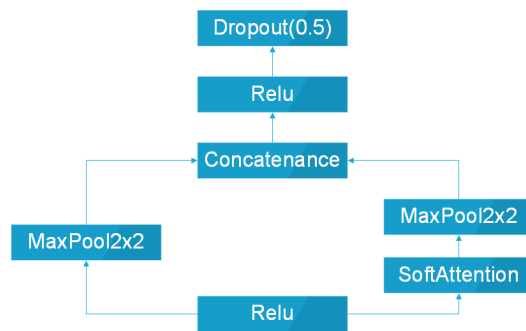 Dropout(0.5)
Relu
Concatenance
MaxPool2x2
MaxPool2x2
SoftAttention
Relu